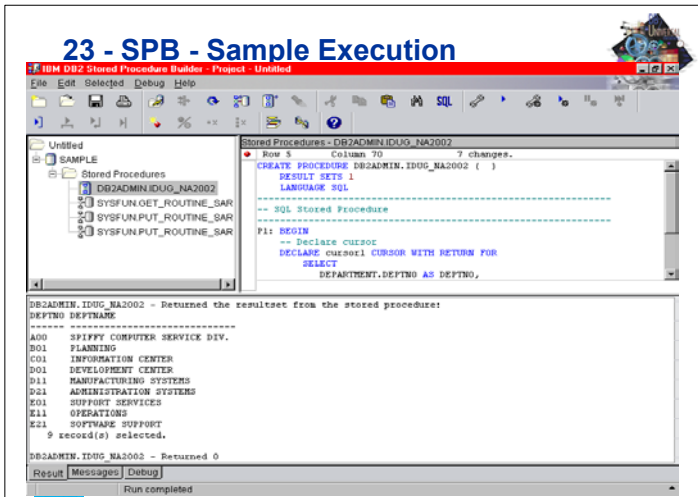 23 - SPB - Sample Execution
IBM DB2 Stored Procedure Builder - Project - Untitled
File Edit Selected Debug Help
SQL
Untitled
SAMPLE
Stored Procedures
DB2ADMIN.IDUG_NA2002
SYSFUN.GET_ROUTINE_SAR
SYSFUN.PUT_ROUTINE_SAR
SYSFUN.PUT_ROUTINE_SAR
Stored Procedures - DB2ADMIN.IDUG_NA2002
Row 5 Column 70 7 changes.
CREATE PROCEDURE DB2ADMIN.IDUG_NA2002 ( )
RESULT SETS 1
LANGUAGE SQL
------------------------------------------------------------------------
-- SQL Stored Procedure
------------------------------------------------------------------------
P1: BEGIN
-- Declare cursor
DECLARE cursor1 CURSOR WITH RETURN FOR
SELECT
DEPARTMENT.DEPTNO AS DEPTNO,
DB2ADMIN.IDUG_NA2002 - Returned the resultset from the stored procedure:
DEPTNO DEPTNAME
------ -----------------------------
A00 SPIFFY COMPUTER SERVICE DIV.
B01 PLANNING
C01 INFORMATION CENTER
D01 DEVELOPMENT CENTER
D11 MANUFACTURING SYSTEMS
D21 ADMINISTRATION SYSTEMS
E01 SUPPORT SERVICES
E11 OPERATIONS
E21 SOFTWARE SUPPORT
9 record(s) selected.
DB2ADMIN.IDUG_NA2002 - Returned 0
Result Messages Debug
Run completed